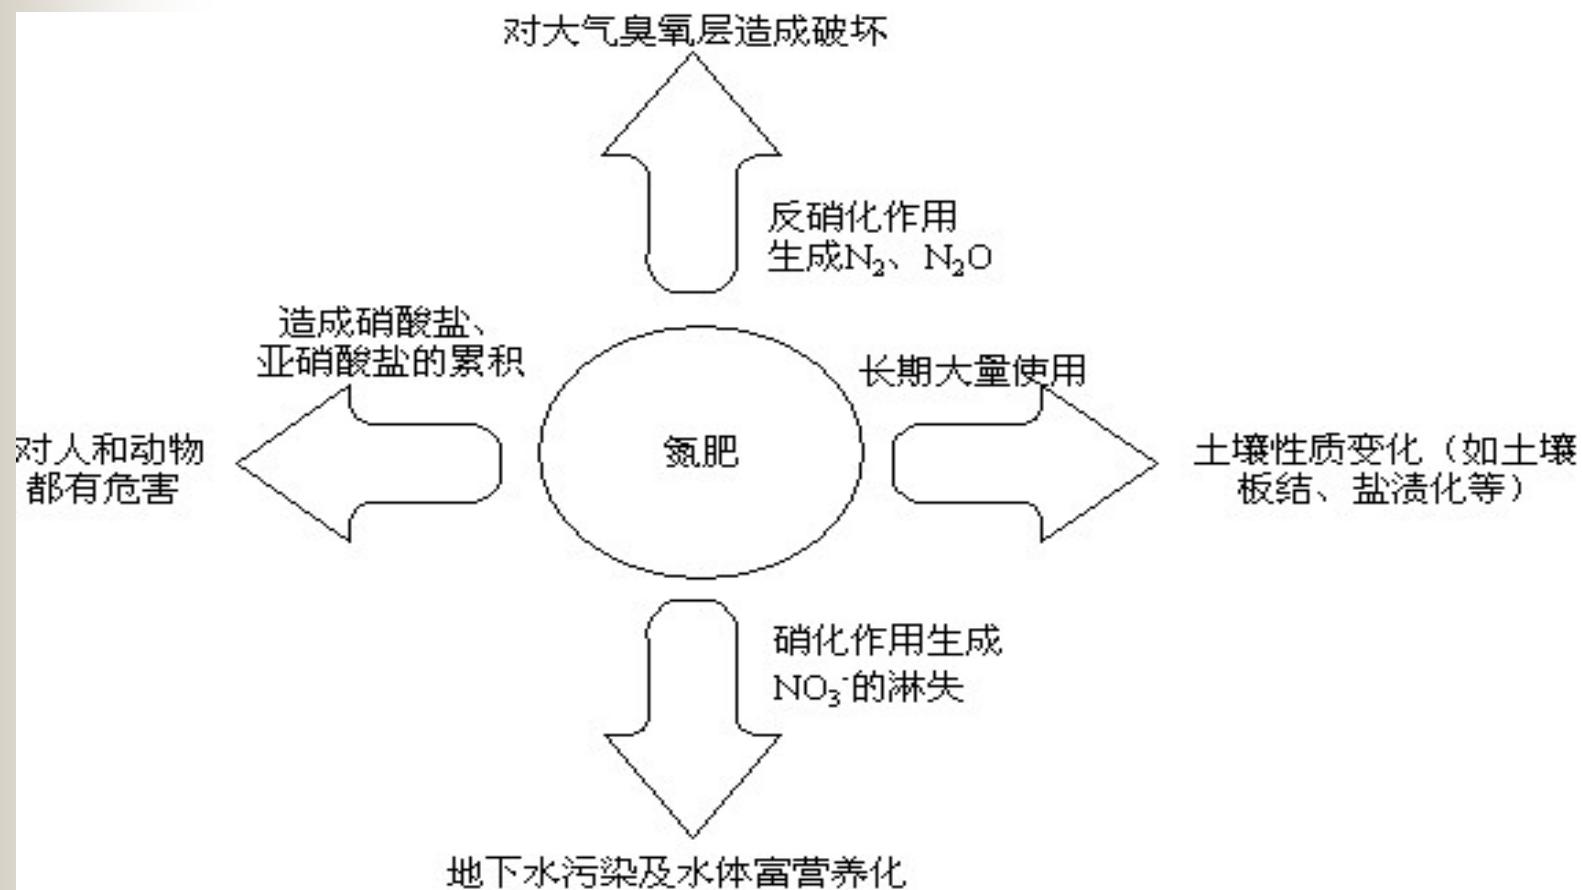 对大气臭氧层造成破坏
反硝化作用
生成N₂、N₂O
造成硝酸盐、
亚硝酸盐的累积
长期大量使用
对人和动物
都有危害
氮肥
土壤性质变化（如土壤
板结、盐渍化等）
硝化作用生成
NO₃⁻的淋失
地下水污染及水体富营养化